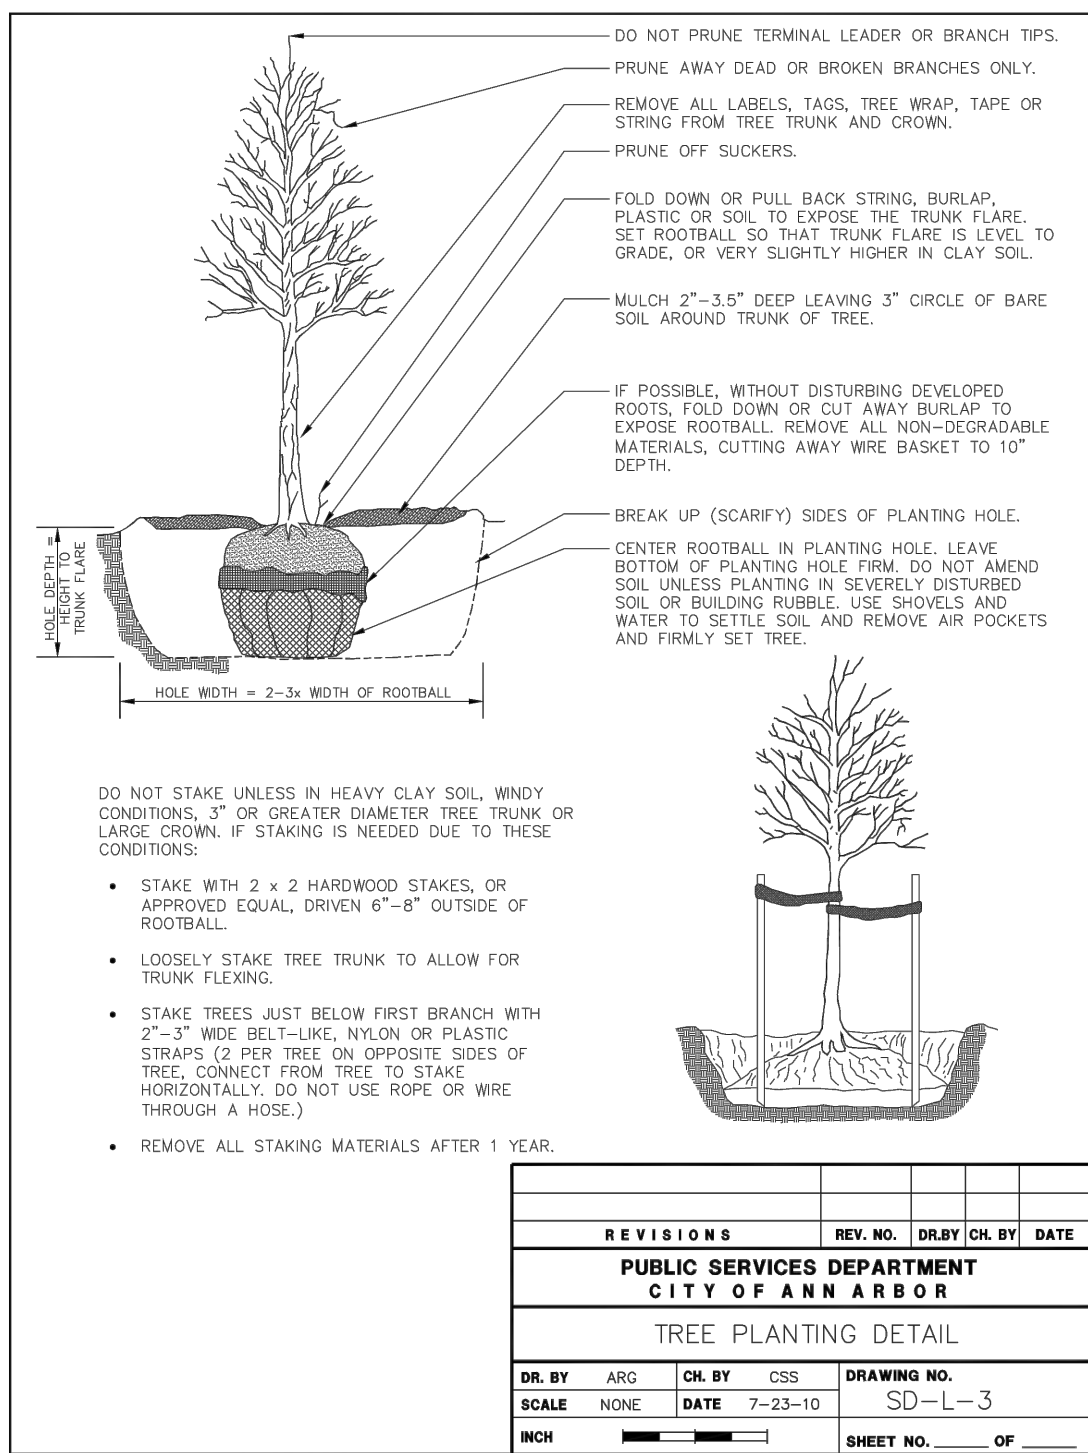 DO NOT PRUNE TERMINAL LEADER OR BRANCH TIPS.
PRUNE AWAY DEAD OR BROKEN BRANCHES ONLY.
REMOVE ALL LABELS, TAGS, TREE WRAP, TAPE OR
STRING FROM TREE TRUNK AND CROWN.
PRUNE OFF SUCKERS.
FOLD DOWN OR PULL BACK STRING, BURLAP,
PLASTIC OR SOIL TO EXPOSE THE TRUNK FLARE.
SET ROOTBALL SO THAT TRUNK FLARE IS LEVEL TO
GRADE, OR VERY SLIGHTLY HIGHER IN CLAY SOIL.
MULCH 2”–3.5” DEEP LEAVING 3” CIRCLE OF BARE
SOIL AROUND TRUNK OF TREE.
IF POSSIBLE, WITHOUT DISTURBING DEVELOPED
ROOTS, FOLD DOWN OR CUT AWAY BURLAP TO
EXPOSE ROOTBALL. REMOVE ALL NON–DEGRADABLE
MATERIALS, CUTTING AWAY WIRE BASKET TO 10”
DEPTH.
BREAK UP (SCARIFY) SIDES OF PLANTING HOLE.
CENTER ROOTBALL IN PLANTING HOLE. LEAVE
BOTTOM OF PLANTING HOLE FIRM. DO NOT AMEND
SOIL UNLESS PLANTING IN SEVERELY DISTURBED
SOIL OR BUILDING RUBBLE. USE SHOVELS AND
WATER TO SETTLE SOIL AND REMOVE AIR POCKETS
AND FIRMLY SET TREE.
HOLE DEPTH =
HEIGHT TO
TRUNK FLARE
HOLE WIDTH = 2–3x WIDTH OF ROOTBALL
DO NOT STAKE UNLESS IN HEAVY CLAY SOIL, WINDY
CONDITIONS, 3” OR GREATER DIAMETER TREE TRUNK OR
LARGE CROWN. IF STAKING IS NEEDED DUE TO THESE
CONDITIONS:
• STAKE WITH 2 x 2 HARDWOOD STAKES, OR
APPROVED EQUAL, DRIVEN 6”–8” OUTSIDE OF
ROOTBALL.
• LOOSELY STAKE TREE TRUNK TO ALLOW FOR
TRUNK FLEXING.
• STAKE TREES JUST BELOW FIRST BRANCH WITH
2”–3” WIDE BELT–LIKE, NYLON OR PLASTIC
STRAPS (2 PER TREE ON OPPOSITE SIDES OF
TREE, CONNECT FROM TREE TO STAKE
HORIZONTALLY. DO NOT USE ROPE OR WIRE
THROUGH A HOSE.)
• REMOVE ALL STAKING MATERIALS AFTER 1 YEAR.
REVISIONS REV. NO. DR.BY CH. BY DATE
PUBLIC SERVICES DEPARTMENT
CITY OF ANN ARBOR
TREE PLANTING DETAIL
DR. BY ARG CH. BY CSS DRAWING NO.
SCALE NONE DATE 7–23–10 SD–L–3
INCH SHEET NO. ______ OF ______